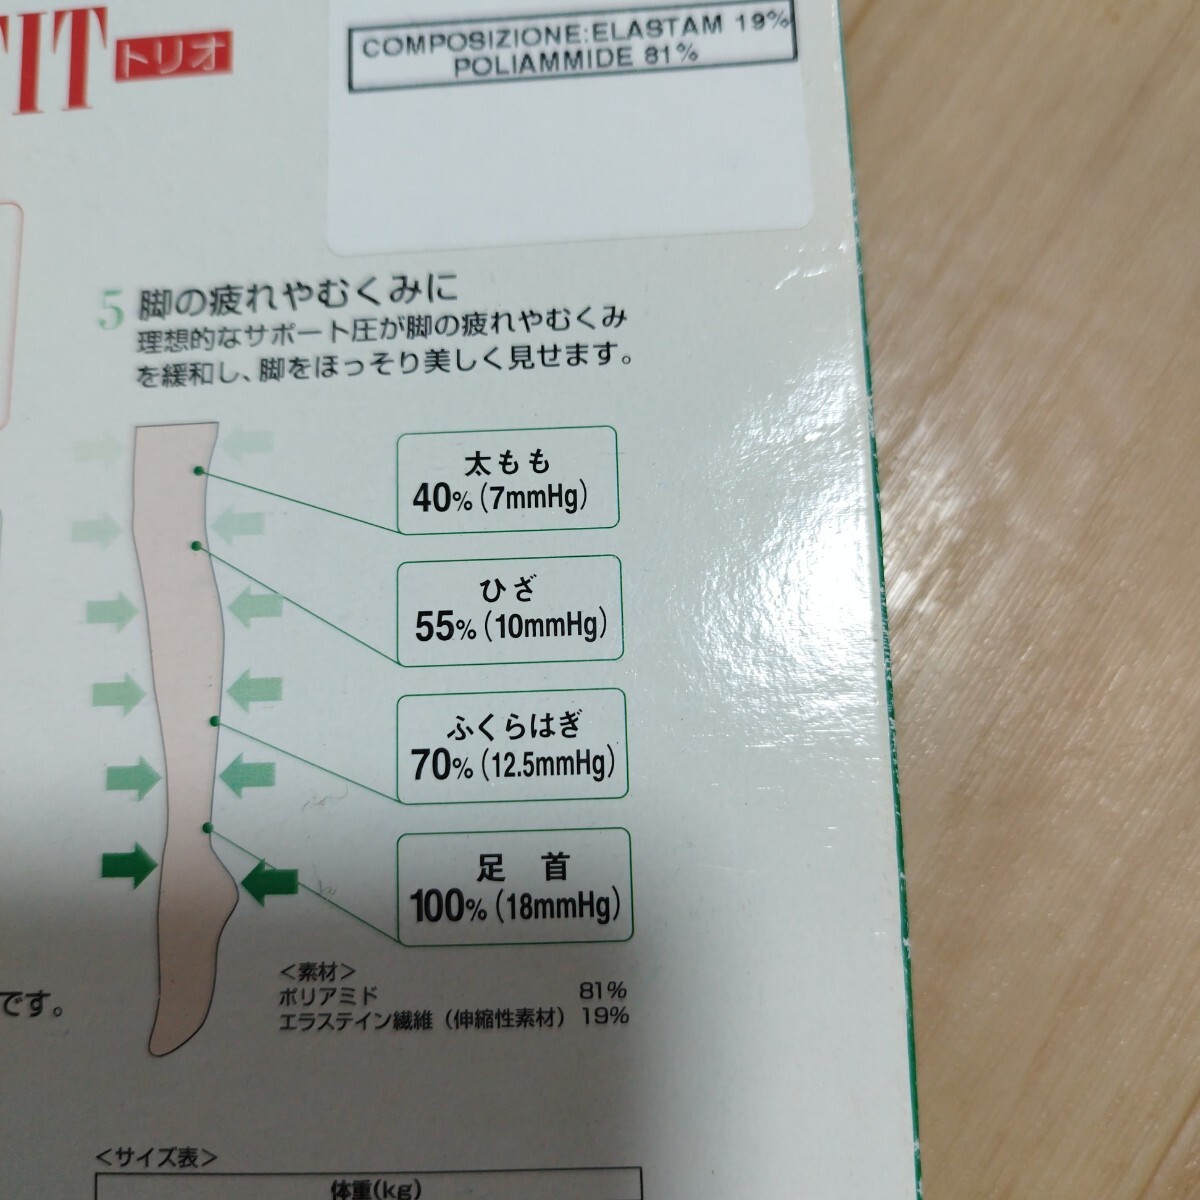 FIT トリオ
COMPOSIZIONE:ELASTAM 19%
POLIAMMIDE 81%
5 脚の疲れやむくみに
理想的なサポート圧が脚の疲れやむくみ
を緩和し、脚をほっそり美しく見せます。
太もも
40%(7mmHg)
ひざ
55%(10mmHg)
ふくらはぎ
70%(12.5mmHg)
足 首
100%(18mmHg)
です。
<素材>
ポリアミド 81%
エラステイン繊維(伸縮性素材) 19%
<サイズ表>
体重(kg)